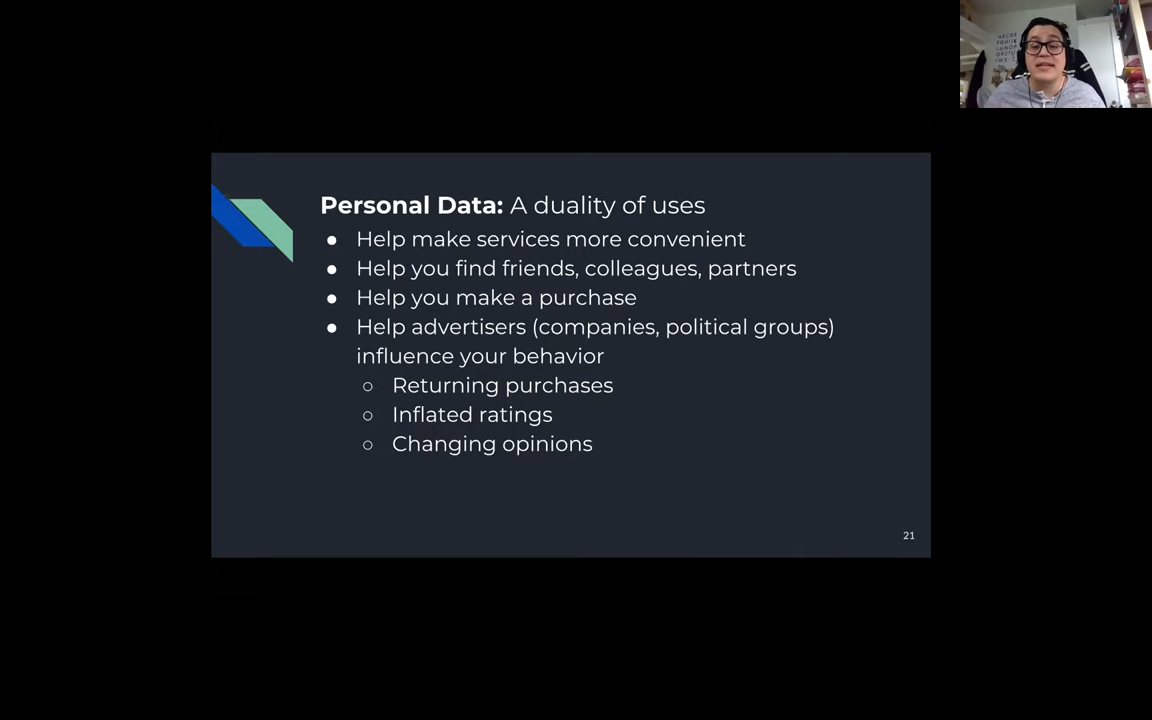 Personal Data: A duality of uses
● Help make services more convenient
● Help you find friends, colleagues, partners
● Help you make a purchase
● Help advertisers (companies, political groups)
influence your behavior
○ Returning purchases
○ Inflated ratings
○ Changing opinions
21